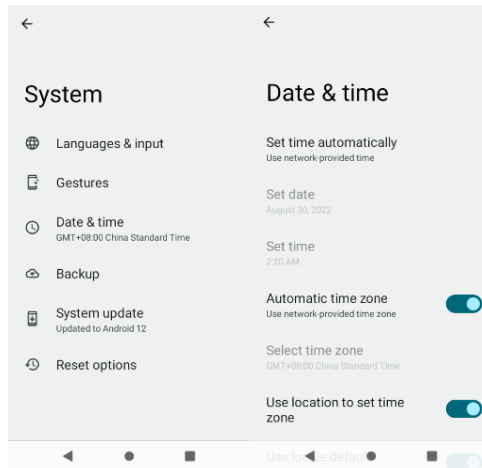 System
Languages & input
Gestures
Date & time
GMT+08:00 China Standard Time
Backup
System update
Updated to Android 12
Reset options
Date & time
Set time automatically
Use network-provided time
Set date
August 30, 2022
Set time
2:20 AM
Automatic time zone
Use network-provided time zone
Select time zone
GMT+08:00 China Standard Time
Use location to set time
zone
Use locale default